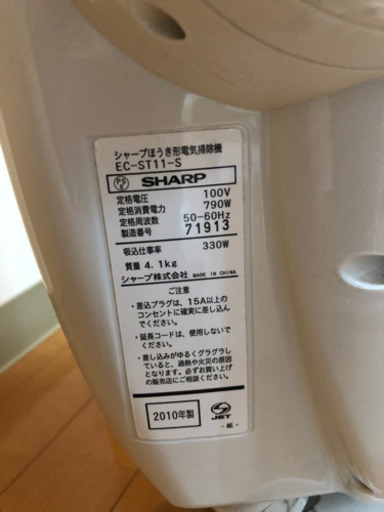 シャープほうき形電気掃除機
EC-ST11-S
SHARP
定格電圧 100V
定格消費電力 790W
定格周波数 50-60Hz
製造番号 71913
吸込仕事率 330W
質量 4.1kg
シャープ株式会社 MADE IN CHINA
ご注意
・差込プラグは、15A以上の
コンセントに確実に差し込ん
でください。
・延長コードは、使用しないで
ください。
・差し込みがゆるくグラグラし
ていると、過熱や火災の原因
となります。必ずお買い上げ
の販売店にご相談ください。
2010年製
JET
-紙-